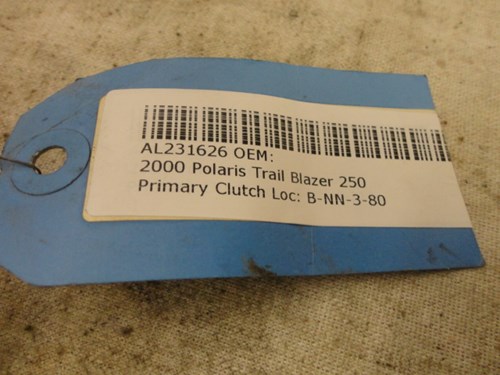 AL231626 OEM:
2000 Polaris Trail Blazer 250
Primary Clutch Loc: B-NN-3-80